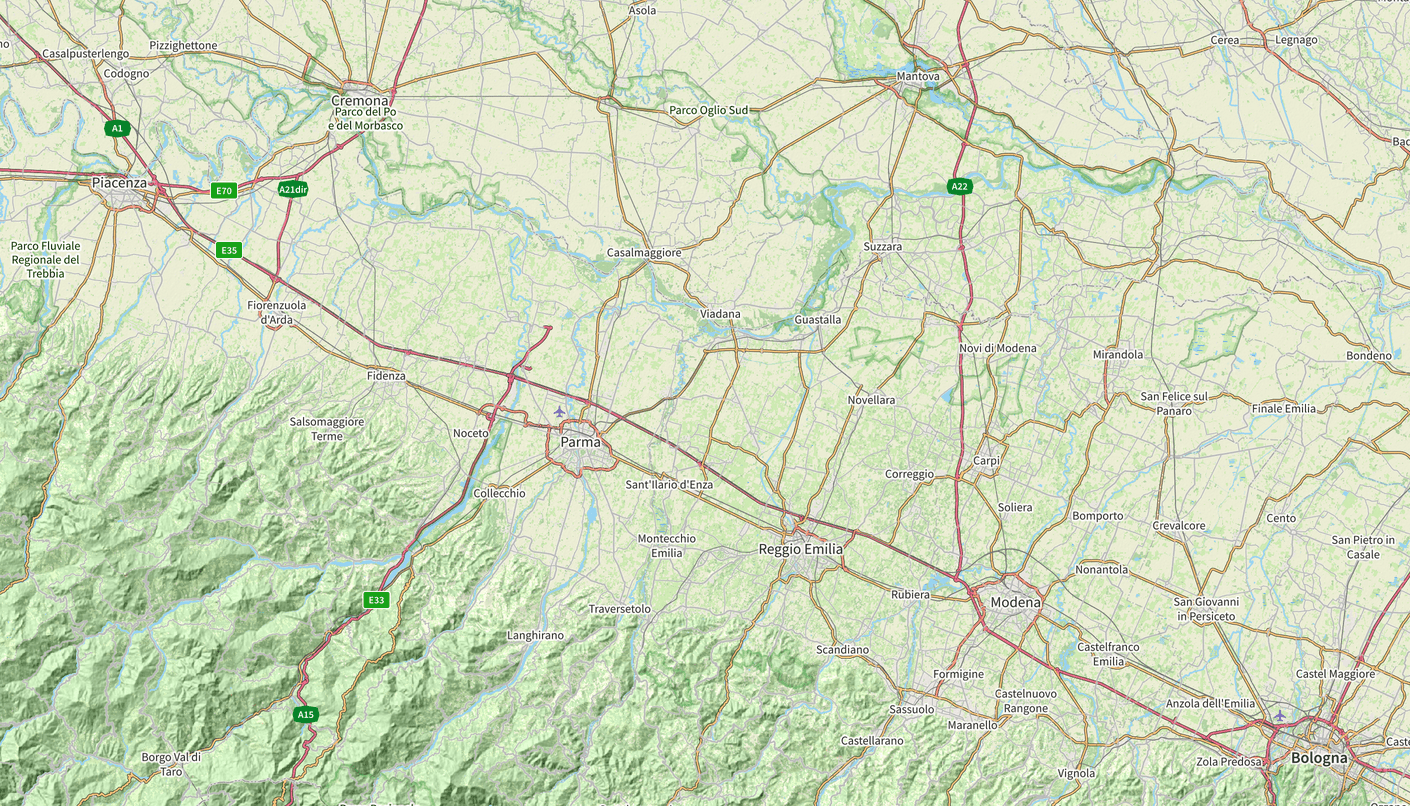 Asola
Pizzighettone
Casalpusterlengo
Codogno
Cerea
Legnago
Mantova
Cremona
Parco del Po
e del Morbasco
Parco Oglio Sud
A1
Piacenza
E70
A21dir
A22
Parco Fluviale
Regionale del
Trebbia
E35
Casalmaggiore
Suzzara
Fiorenzuola
d'Arda
Viadana
Guastalla
Novi di Modena
Mirandola
Bondeno
Fidenza
Novellara
San Felice sul
Panaro
Finale Emilia
Salsomaggiore
Terme
Noceto
Parma
Carpi
Correggio
Sant'Ilario d'Enza
Collecchio
Soliera
Bomporto
Crevalcore
Cento
Montecchio
Emilia
Reggio Emilia
San Pietro in
Casale
Nonantola
E33
Rubiera
Modena
San Giovanni
in Persiceto
Traversetolo
Langhirano
Scandiano
Castelfranco
Emilia
Formigine
Castel Maggiore
Castelnuovo
Rangone
Anzola dell'Emilia
Sassuolo
Maranello
A15
Castellarano
Borgo Val di
Taro
Vignola
Zola Predosa
Bologna